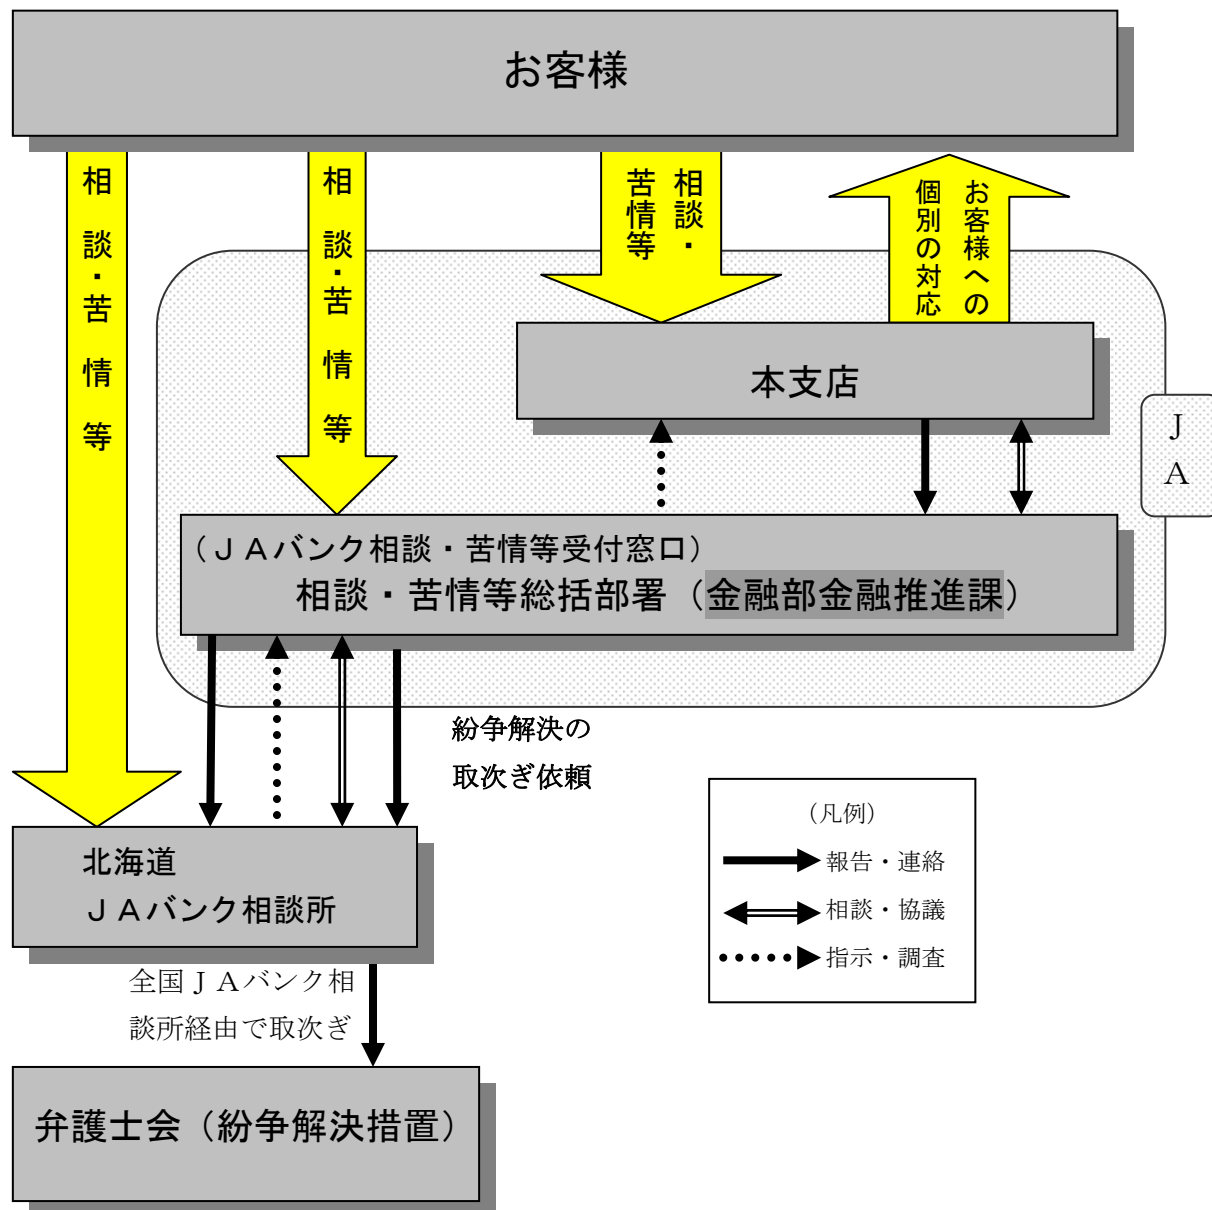 お客様
相談・苦情等
相談・苦情等
相談・
苦情等
お客様への
個別の対応
本支店
ＪＡ
（ＪＡバンク相談・苦情等受付窓口）
相談・苦情等総括部署（金融部金融推進課）
紛争解決の
取次ぎ依頼
（凡例）
報告・連絡
相談・協議
指示・調査
北海道
ＪＡバンク相談所
全国ＪＡバンク相
談所経由で取次ぎ
弁護士会（紛争解決措置）